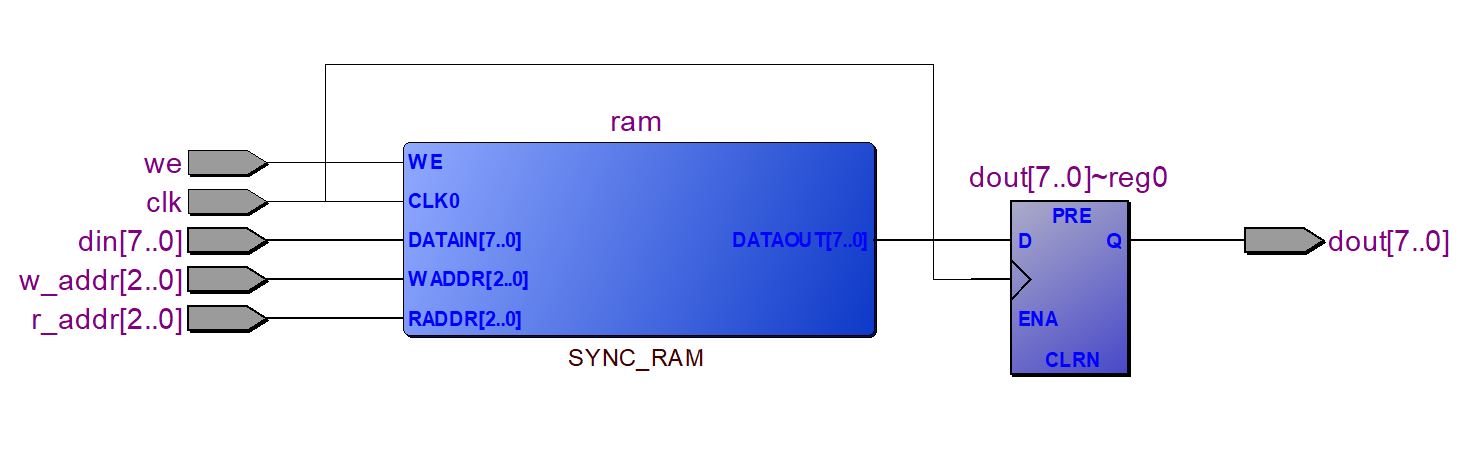 ram
we
clk
din[7..0]
w_addr[2..0]
r_addr[2..0]
WE
CLK0
DATAIN[7..0]
WADDR[2..0]
RADDR[2..0]
DATAOUT[7..0]
SYNC_RAM
dout[7..0]~reg0
PRE
D
Q
ENA
CLRN
dout[7..0]